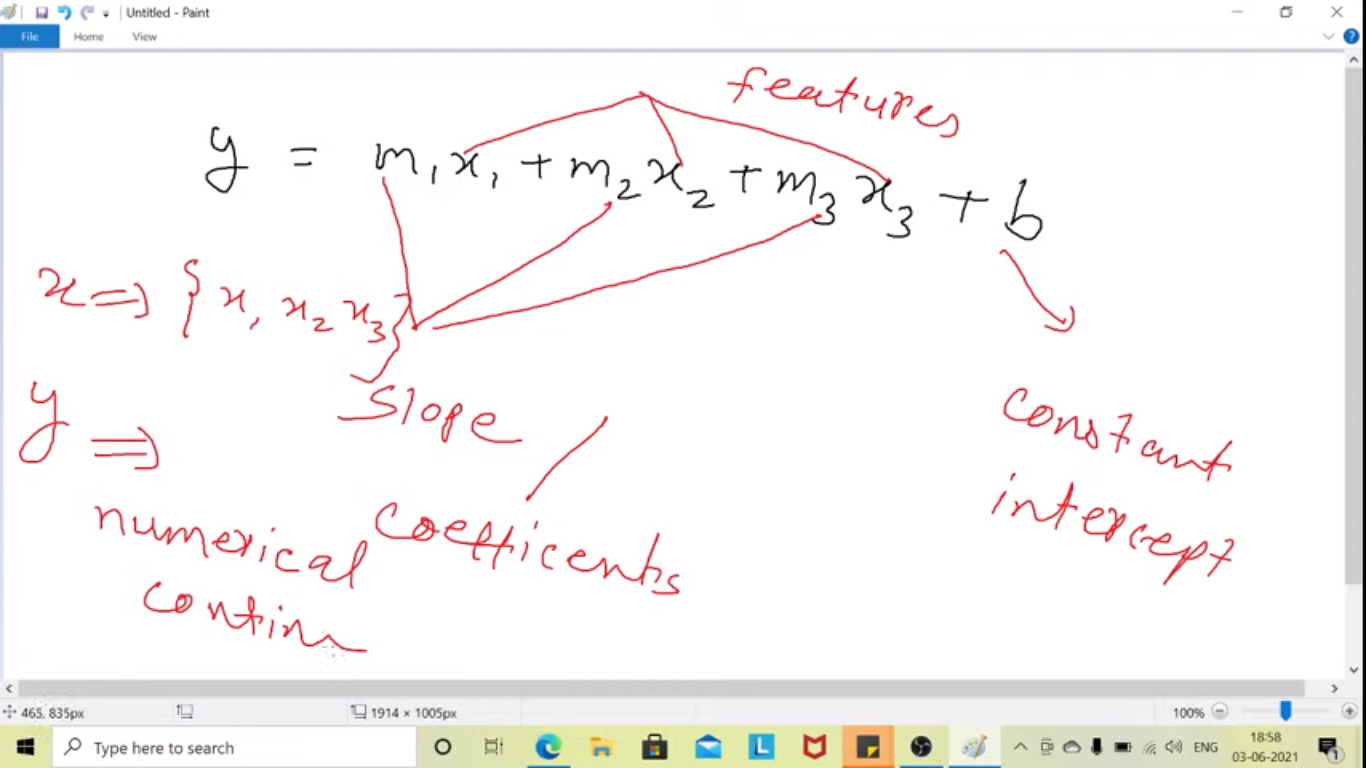 Untitled - Paint
File Home View
features
y = m₁x₁ + m₂x₂ + m₃x₃ + b
x ⇒ {x₁ x₂ x₃}
y ⇒
slope
constant
intercept
numerical
coefficents
contin
465, 835px
1914 × 1005px
100%
Type here to search
L
ENG
18:58
03-06-2021
1